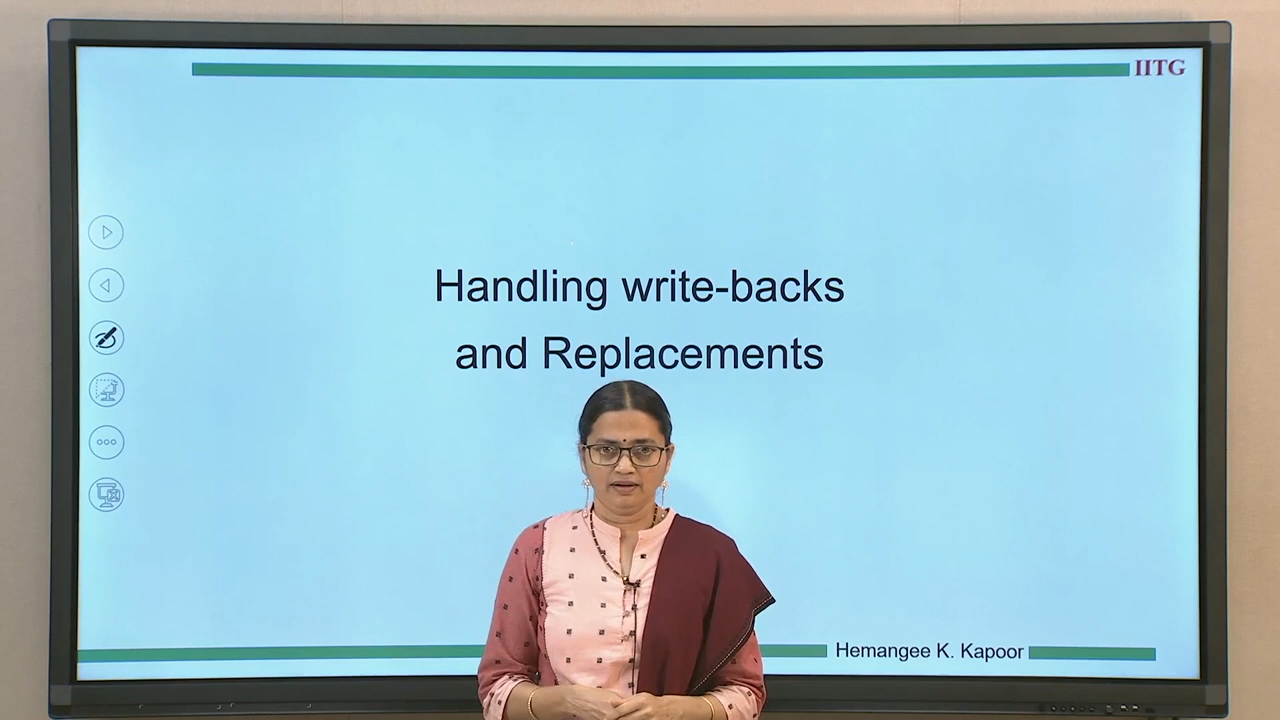 IITG
Handling write-backs
and Replacements
Hemangee K. Kapoor